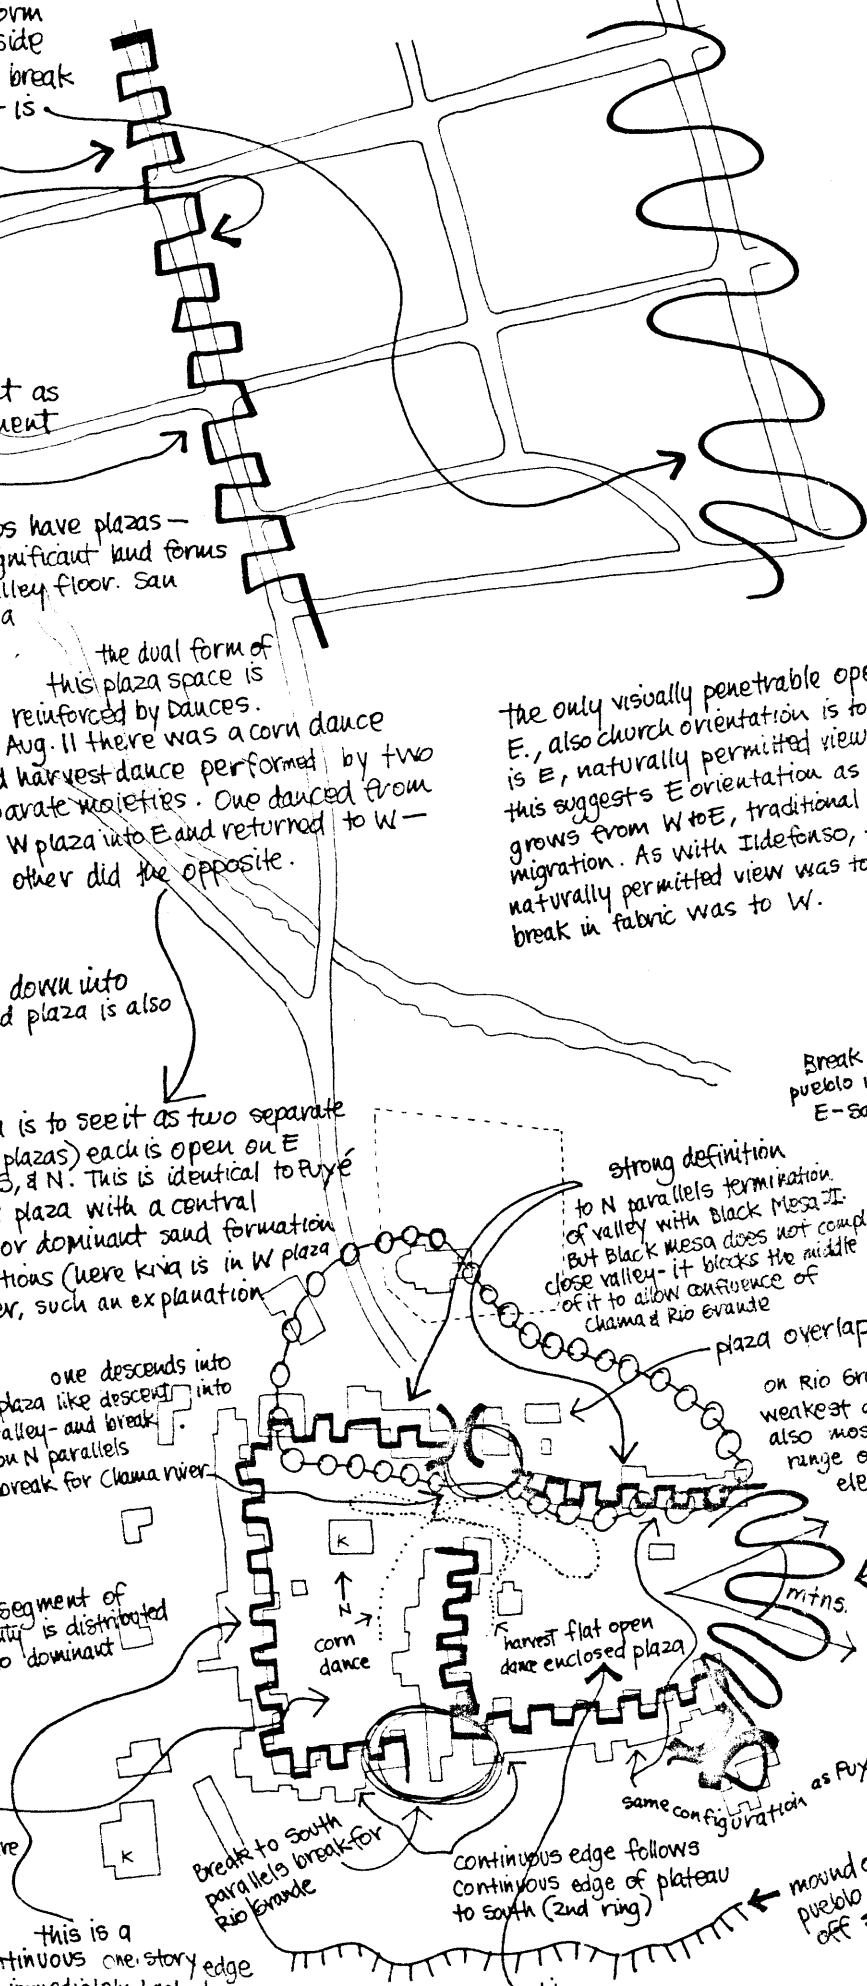 orm
side
break
is
t as
ment
os have plazas—
gnificant land forms
lley floor. San
a
the dual form of
this plaza space is
reinforced by Dances.
Aug. 11 there was a corn dance
d harvest dance performed by two
parate moieties. One danced from
W plaza into E and returned to W—
other did the opposite.
the only visually penetrable ope
E., also church orientation is to
is E, naturally permitted view
this suggests E orientation as
grows from W to E, traditional
migration. As with Ildefonso,
naturally permitted view was to
break in fabric was to W.
down into
d plaza is also
Break
pueblo
E-So
is to see it as two separate
plazas) each is open on E
S, & N. This is identical to Puyé
plaza with a central
or dominant sand formation
tions (here kiva is in W plaza
er, such an explanation
strong definition
to N parallels termination
of valley with Black Mesa II.
But Black Mesa does not compl
close valley- it blocks the middle
of it to allow confluence of
Chama & Rio Grande
plaza overlap
one descends into
plaza like descent into
alley- and break
on N parallels
break for Chama river
on Rio Gr
weakest
also mos
range o
ele
K
N
corn
dance
harvest flat open
dance enclosed plaza
mtns.
segment of
ity is distributed
o dominant
same configuration as Puy
K
re
Break to South
parallels break for
Rio Grande
continuous edge follows
continuous edge of plateau
to south (2nd ring)
mound o
pueblo
off
this is a
ntinuous one-story edge